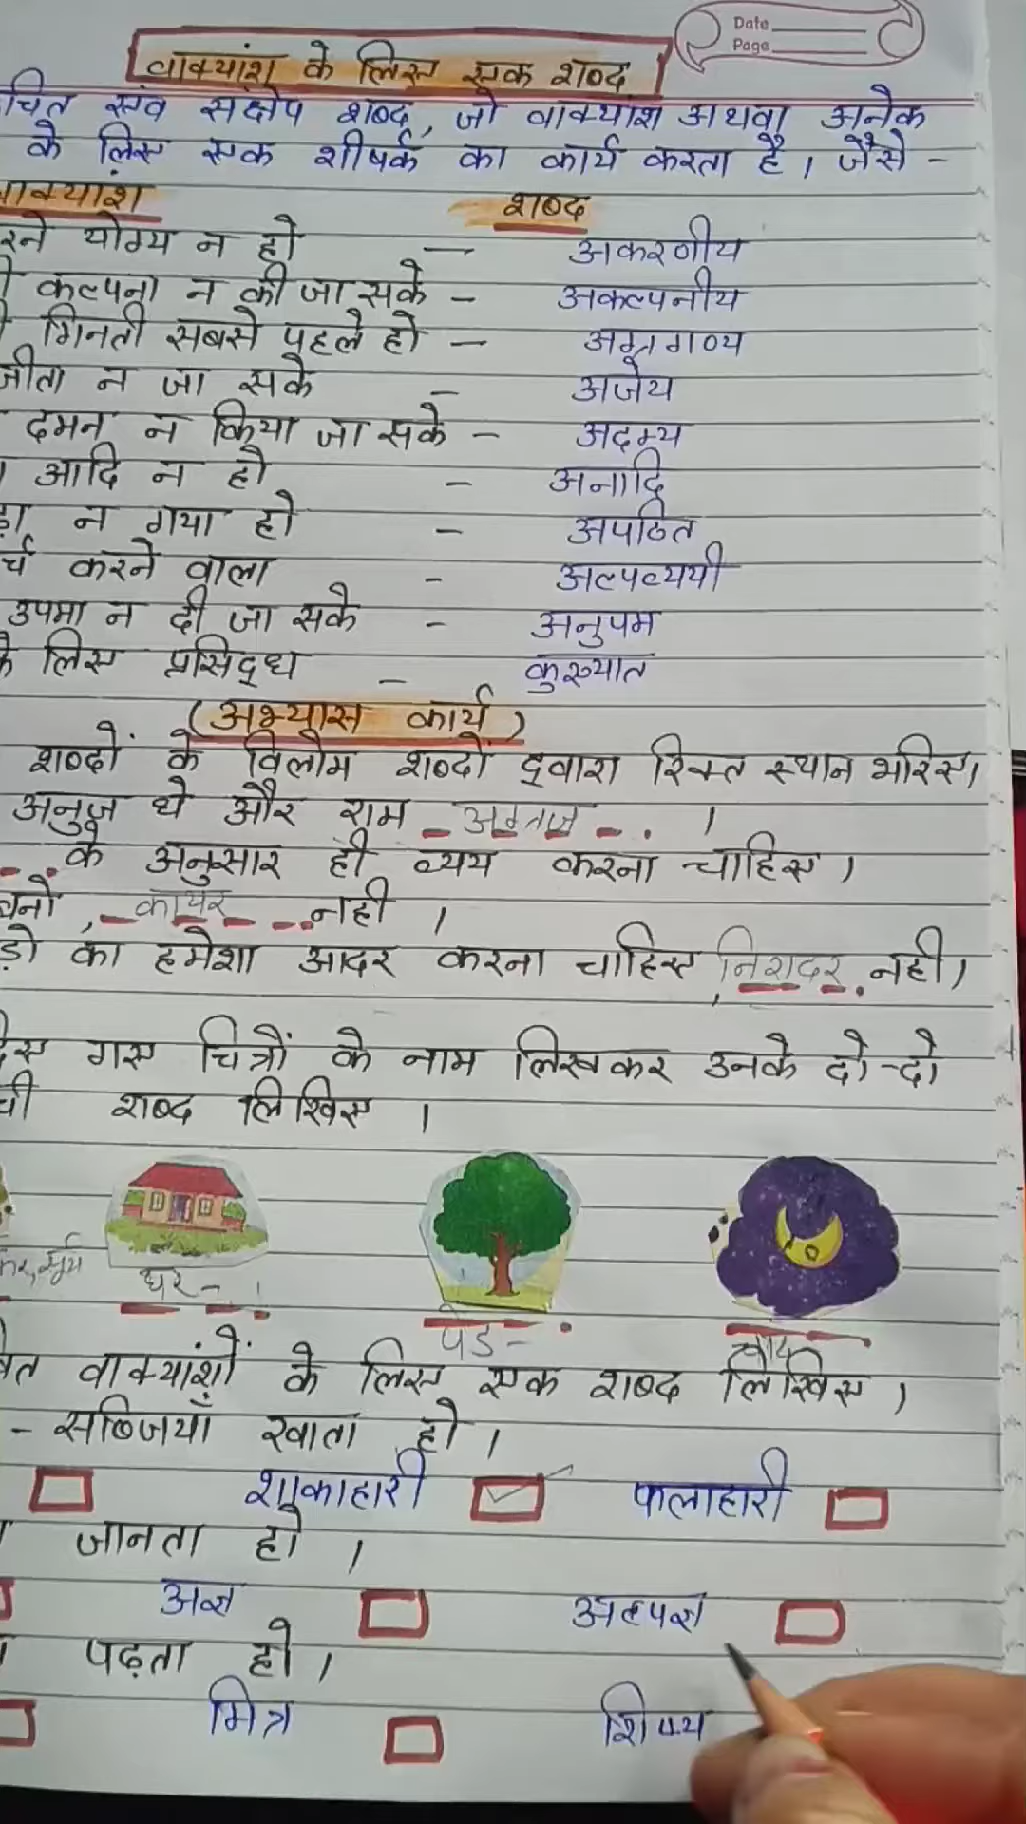 Date
Page
वाक्यांश के लिए एक शब्द
चित एंव संक्षेप शब्द, जो वाक्यांश अथवा अनेक
के लिए एक शीर्षक का कार्य करता है। जैसे -
वाक्यांश शब्द
रने योग्य न हो - अकरणीय
ी कल्पना न की जा सके - अकल्पनीय
ी गिनती सबसे पहले हो - अग्रगण्य
जीता न जा सके - अजेय
दमन न किया जा सके - अदम्य
ा आदि न हो - अनादि
ढ़ा न गया हो - अपठित
र्च करने वाला - अल्पव्ययी
उपमा न दी जा सके - अनुपम
के लिए प्रसिद्ध - कुख्यात
(अभ्यास कार्य)
शब्दों के विलोम शब्दों द्वारा रिक्त स्थान भरिए।
अनुज थे और राम अग्रज ।
के अनुसार ही व्यय करना चाहिए।
बनो, कायर नही ।
ड़ो का हमेशा आदर करना चाहिए, निरादर नही।
दिए गए चित्रों के नाम लिखकर उनके दो-दो
ची शब्द लिखिए ।
सूर्य घर- पेड- चाँद-
वाक्यांशों के लिए एक शब्द लिखिए ।
- सब्जियाँ खाता हो ।
शाकाहारी फलाहारी
जानता हो ।
अज्ञ अल्पज्ञ
पढ़ता हो ।
मित्र शिष्य